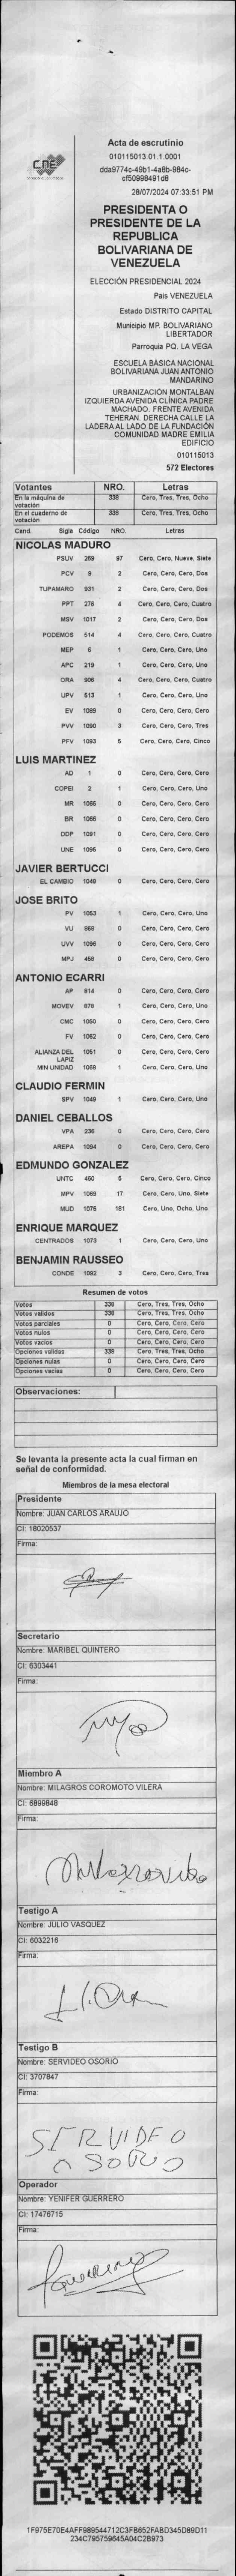 CNE
Acta de escrutinio
010115013.01.1.0001
dda9774c-49b1-4a8b-984c-
cf50998491d8
28/07/2024 07:33:51 PM
PRESIDENTA O
PRESIDENTE DE LA
REPUBLICA
BOLIVARIANA DE
VENEZUELA
ELECCIÓN PRESIDENCIAL 2024
País VENEZUELA
Estado DISTRITO CAPITAL
Municipio MP. BOLIVARIANO
LIBERTADOR
Parroquia PQ. LA VEGA
ESCUELA BÁSICA NACIONAL
BOLIVARIANA JUAN ANTONIO
MANDARINO
URBANIZACIÓN MONTALBAN
IZQUIERDA AVENIDA CLÍNICA PADRE
MACHADO. FRENTE AVENIDA
TEHERAN. DERECHA CALLE LA
LADERA AL LADO DE LA FUNDACIÓN
COMUNIDAD MADRE EMILIA
EDIFICIO
010115013
572 Electores
Votantes NRO. Letras
En la máquina de votación 338 Cero, Tres, Tres, Ocho
En el cuaderno de votación 338 Cero, Tres, Tres, Ocho
Cand. Sigla Código NRO. Letras
NICOLAS MADURO
PSUV 269 97 Cero, Cero, Nueve, Siete
PCV 9 2 Cero, Cero, Cero, Dos
TUPAMARO 931 2 Cero, Cero, Cero, Dos
PPT 276 4 Cero, Cero, Cero, Cuatro
MSV 1017 2 Cero, Cero, Cero, Dos
PODEMOS 514 4 Cero, Cero, Cero, Cuatro
MEP 6 1 Cero, Cero, Cero, Uno
APC 219 1 Cero, Cero, Cero, Uno
ORA 906 4 Cero, Cero, Cero, Cuatro
UPV 513 1 Cero, Cero, Cero, Uno
EV 1089 0 Cero, Cero, Cero, Cero
PVV 1090 3 Cero, Cero, Cero, Tres
PFV 1093 5 Cero, Cero, Cero, Cinco
LUIS MARTINEZ
AD 1 0 Cero, Cero, Cero, Cero
COPEI 2 1 Cero, Cero, Cero, Uno
MR 1065 0 Cero, Cero, Cero, Cero
BR 1066 0 Cero, Cero, Cero, Cero
DDP 1091 0 Cero, Cero, Cero, Cero
UNE 1095 0 Cero, Cero, Cero, Cero
JAVIER BERTUCCI
EL CAMBIO 1048 0 Cero, Cero, Cero, Cero
JOSE BRITO
PV 1053 1 Cero, Cero, Cero, Uno
VU 968 0 Cero, Cero, Cero, Cero
UVV 1096 0 Cero, Cero, Cero, Cero
MPJ 459 0 Cero, Cero, Cero, Cero
ANTONIO ECARRI
AP 914 0 Cero, Cero, Cero, Cero
MOVEV 879 1 Cero, Cero, Cero, Uno
CMC 1050 0 Cero, Cero, Cero, Cero
FV 1062 0 Cero, Cero, Cero, Cero
ALIANZA DEL LAPIZ 1051 0 Cero, Cero, Cero, Cero
MIN UNIDAD 1068 1 Cero, Cero, Cero, Uno
CLAUDIO FERMIN
SPV 1049 1 Cero, Cero, Cero, Uno
DANIEL CEBALLOS
VPA 236 0 Cero, Cero, Cero, Cero
AREPA 1094 0 Cero, Cero, Cero, Cero
EDMUNDO GONZALEZ
UNTC 450 5 Cero, Cero, Cero, Cinco
MPV 1069 17 Cero, Cero, Uno, Siete
MUD 1075 181 Cero, Uno, Ocho, Uno
ENRIQUE MARQUEZ
CENTRADOS 1073 1 Cero, Cero, Cero, Uno
BENJAMIN RAUSSEO
CONDE 1092 3 Cero, Cero, Cero, Tres
Resumen de votos
Votos 338 Cero, Tres, Tres, Ocho
Votos válidos 338 Cero, Tres, Tres, Ocho
Votos parciales 0 Cero, Cero, Cero, Cero
Votos nulos 0 Cero, Cero, Cero, Cero
Votos vacíos 0 Cero, Cero, Cero, Cero
Opciones válidas 338 Cero, Tres, Tres, Ocho
Opciones nulas 0 Cero, Cero, Cero, Cero
Opciones vacías 0 Cero, Cero, Cero, Cero
Observaciones:
Se levanta la presente acta la cual firman en
señal de conformidad.
Miembros de la mesa electoral
Presidente
Nombre: JUAN CARLOS ARAUJO
CI: 18020537
Firma:
Secretario
Nombre: MARIBEL QUINTERO
CI: 6303441
Firma:
Miembro A
Nombre: MILAGROS COROMOTO VILERA
CI: 6899848
Firma:
Testigo A
Nombre: JULIO VASQUEZ
CI: 6032216
Firma:
Testigo B
Nombre: SERVIDEO OSORIO
CI: 3707847
Firma:
SERVIDEO
OSORIO
Operador
Nombre: YENIFER GUERRERO
CI: 17476715
Firma:
1F975E70E4AFF989544712C3FB652FABD345D89D11
234C795759645A04C2B973